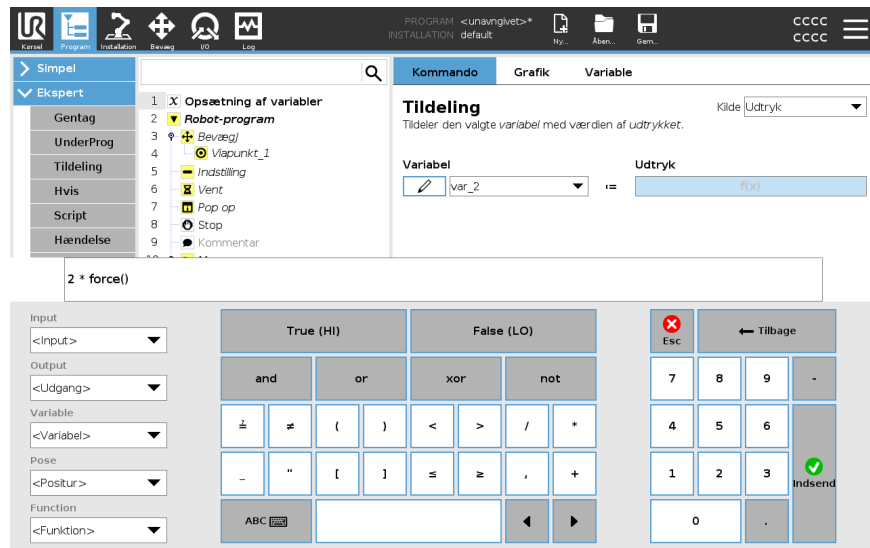 PROGRAM <unavngivet>*
INSTALLATION default
Kørsel Program Installation Bevæg I/O Log Ny... Åben... Gem...
CCCC
CCCC
Simpel
Ekspert
Gentag
UnderProg
Tildeling
Hvis
Script
Hændelse
1 X Opsætning af variabler
2 Robot-program
3 BevægJ
4 Viapunkt_1
5 Indstilling
6 Vent
7 Pop op
8 Stop
9 Kommentar
Kommando Grafik Variable
Tildeling
Kilde Udtryk
Tildeler den valgte variabel med værdien af udtrykket.
Variabel Udtryk
var_2 := f(x)
2 * force()
Input
<Input>
Output
<Udgang>
Variable
<Variabel>
Pose
<Positur>
Function
<Funktion>
True (HI) False (LO)
and or xor not
≟ ≠ ( ) < > / *
_ " [ ] ≤ ≥ , +
ABC
Esc Tilbage
7 8 9 -
4 5 6
1 2 3 Indsend
0 .